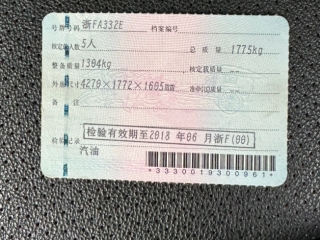 号牌号码 浙FA332E 档案编号
核定载人数 5人 总质量 1775kg
整备质量 1304kg 核定载质量 --
外廓尺寸 4270×1772×1605mm 准牵引总质量 --
备注
检验有效期至2018年06月浙F(00)
检验记录
汽油
*3330019300961*